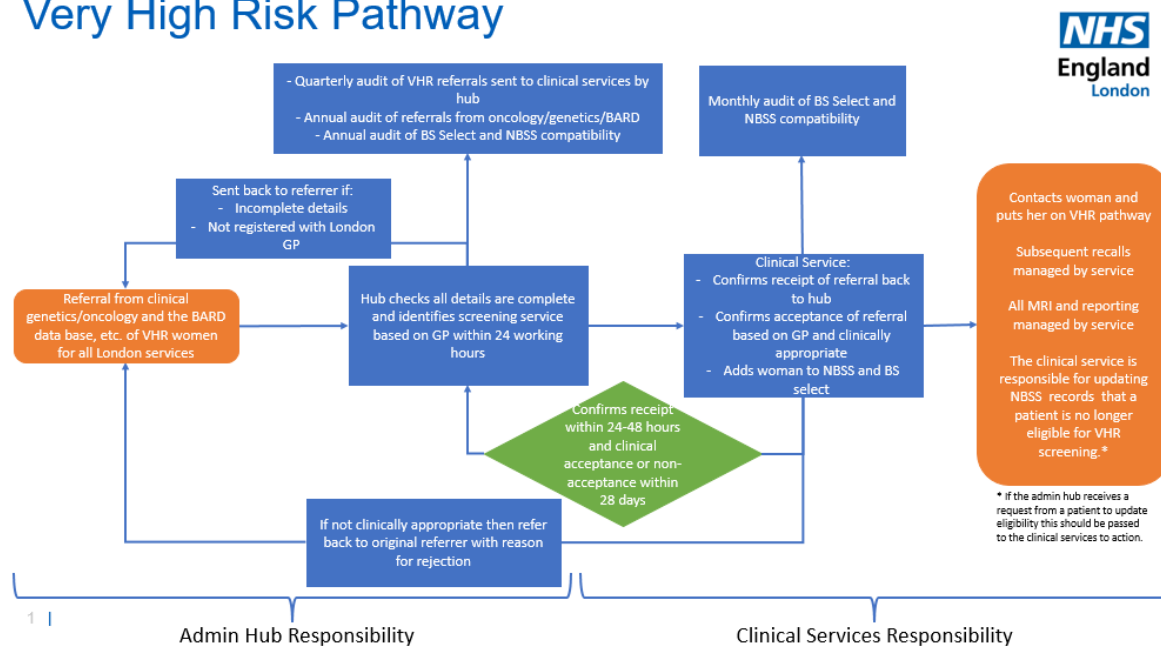 Very High Risk Pathway
NHS
England
London
- Quarterly audit of VHR referrals sent to clinical services by
hub
- Annual audit of referrals from oncology/genetics/BARD
- Annual audit of BS Select and NBSS compatibility
Monthly audit of BS Select and
NBSS compatibility
Sent back to referrer if:
- Incomplete details
- Not registered with London
GP
Referral from clinical
genetics/oncology and the BARD
data base, etc. of VHR women
for all London services
Hub checks all details are complete
and identifies screening service
based on GP within 24 working
hours
Clinical Service:
- Confirms receipt of referral back
to hub
- Confirms acceptance of referral
based on GP and clinically
appropriate
- Adds woman to NBSS and BS
select
Contacts woman and
puts her on VHR pathway
Subsequent recalls
managed by service
All MRI and reporting
managed by service
The clinical service is
responsible for updating
NBSS records that a
patient is no longer
eligible for VHR
screening.*
Confirms receipt
within 24-48 hours
and clinical
acceptance or non-
acceptance within
28 days
* If the admin hub receives a
request from a patient to update
eligibility this should be passed
to the clinical services to action.
If not clinically appropriate then refer
back to original referrer with reason
for rejection
1 |
Admin Hub Responsibility
Clinical Services Responsibility